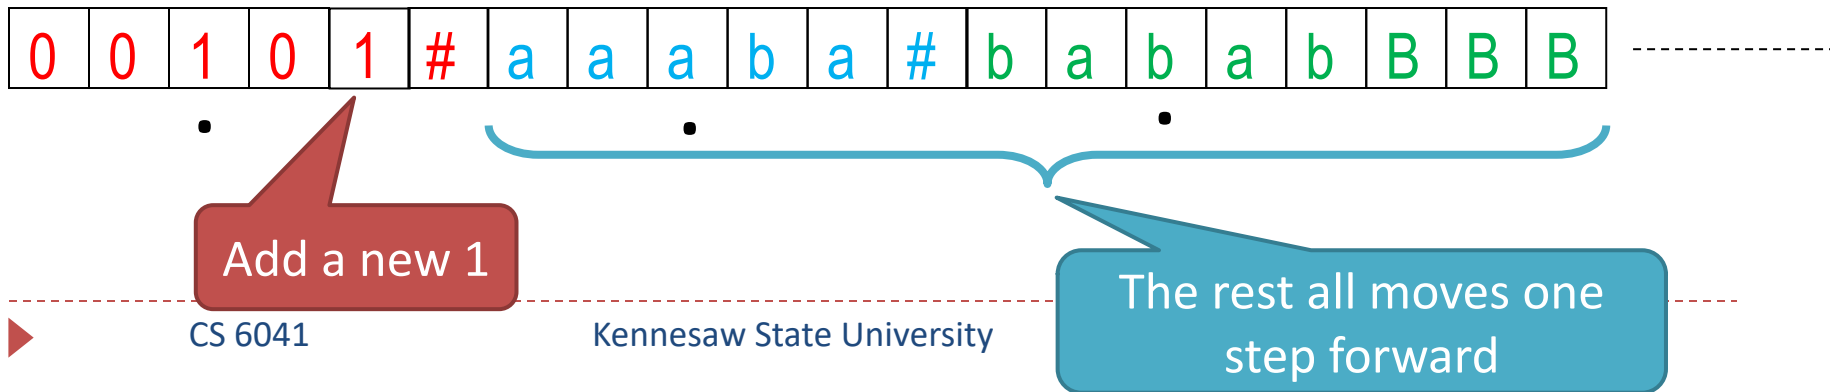 0 0 1 0 1 # a a a b a # b a b a b B B B
Add a new 1
The rest all moves one
step forward
CS 6041
Kennesaw State University